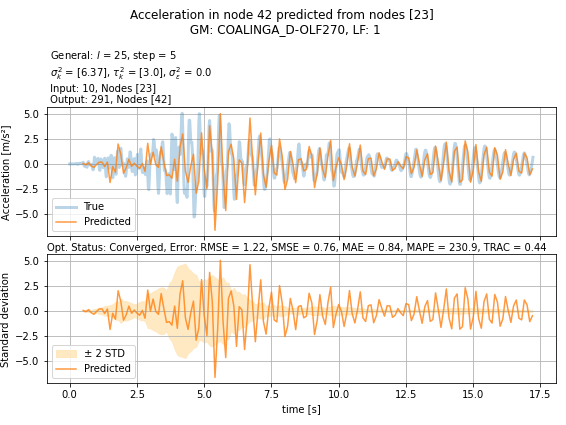 Acceleration in node 42 predicted from nodes [23]
GM: COALINGA_D-OLF270, LF: 1
General: l = 25, step = 5
σ²ₖ = [6.37], τ²ₖ = [3.0], σ²ε = 0.0
Input: 10, Nodes [23]
Output: 291, Nodes [42]
Acceleration [m/s²]
5.0
2.5
0.0
−2.5
−5.0
True
Predicted
Opt. Status: Converged, Error: RMSE = 1.22, SMSE = 0.76, MAE = 0.84, MAPE = 230.9, TRAC = 0.44
Standard deviation
5.0
2.5
0.0
−2.5
−5.0
± 2 STD
Predicted
0.0 2.5 5.0 7.5 10.0 12.5 15.0 17.5
time [s]